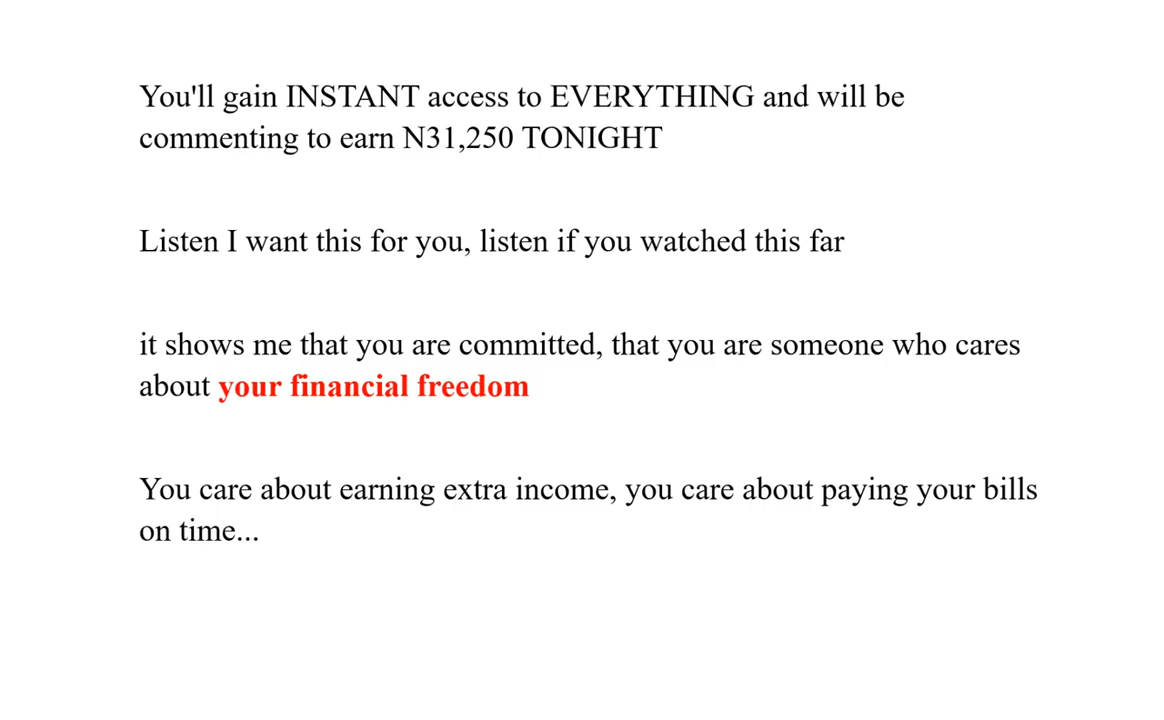 You'll gain INSTANT access to EVERYTHING and will be
commenting to earn N31,250 TONIGHT
Listen I want this for you, listen if you watched this far
it shows me that you are committed, that you are someone who cares
about your financial freedom
You care about earning extra income, you care about paying your bills
on time...